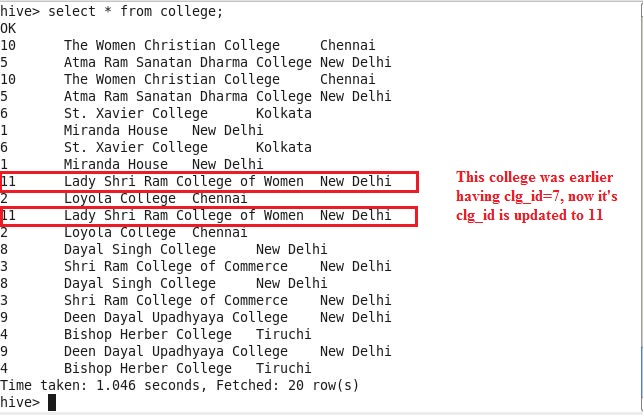 hive> select * from college;
OK
10 The Women Christian College Chennai
5 Atma Ram Sanatan Dharma College New Delhi
10 The Women Christian College Chennai
5 Atma Ram Sanatan Dharma College New Delhi
6 St. Xavier College Kolkata
1 Miranda House New Delhi
6 St. Xavier College Kolkata
1 Miranda House New Delhi
11 Lady Shri Ram College of Women New Delhi
2 Loyola College Chennai
11 Lady Shri Ram College of Women New Delhi
2 Loyola College Chennai
8 Dayal Singh College New Delhi
3 Shri Ram College of Commerce New Delhi
8 Dayal Singh College New Delhi
3 Shri Ram College of Commerce New Delhi
9 Deen Dayal Upadhyaya College New Delhi
4 Bishop Herber College Tiruchi
9 Deen Dayal Upadhyaya College New Delhi
4 Bishop Herber College Tiruchi
Time taken: 1.046 seconds, Fetched: 20 row(s)
hive>
This college was earlier
having clg_id=7, now it's
clg_id is updated to 11